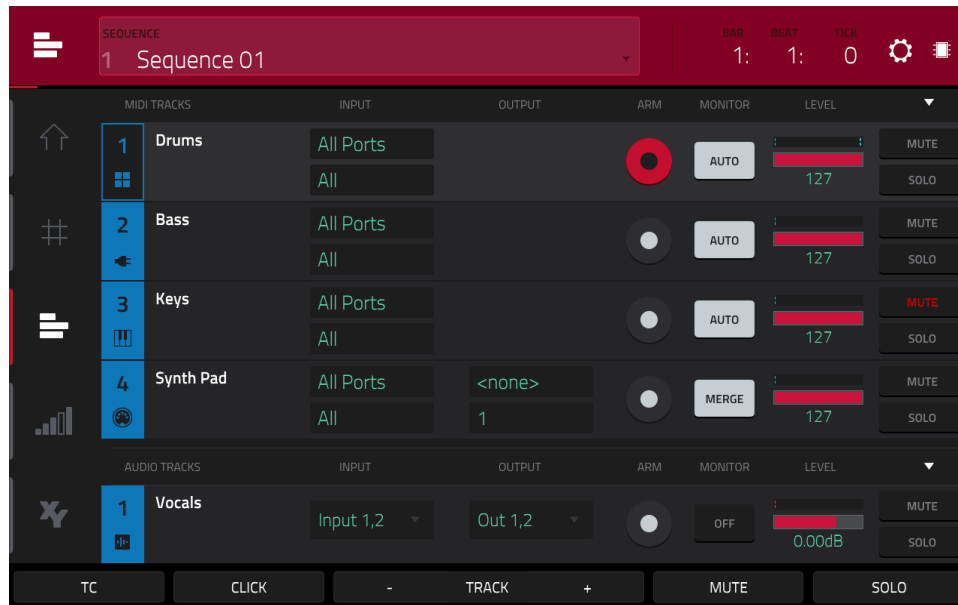 SEQUENCE BAR BEAT TICK
1 Sequence 01 1: 1: 0
MIDI TRACKS INPUT OUTPUT ARM MONITOR LEVEL
1 Drums All Ports AUTO MUTE
All 127 SOLO
2 Bass All Ports AUTO MUTE
All 127 SOLO
3 Keys All Ports AUTO MUTE
All 127 SOLO
4 Synth Pad All Ports <none> MERGE MUTE
All 1 127 SOLO
AUDIO TRACKS INPUT OUTPUT ARM MONITOR LEVEL
1 Vocals Input 1,2 Out 1,2 OFF MUTE
0.00dB SOLO
XY
TC CLICK - TRACK + MUTE SOLO